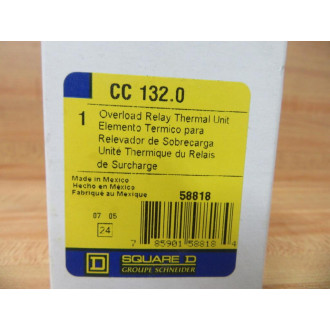 CC 132.0
1 Overload Relay Thermal Unit
Elemento Termico para
Relevador de Sobrecarga
Unité Thermique du Relais
de Surcharge
Made in Mexico
Hecho en México
Fabriqué au Mexique
58818
07 05
24
7 85901 58818 4
D SQUARE D
GROUPE SCHNEIDER